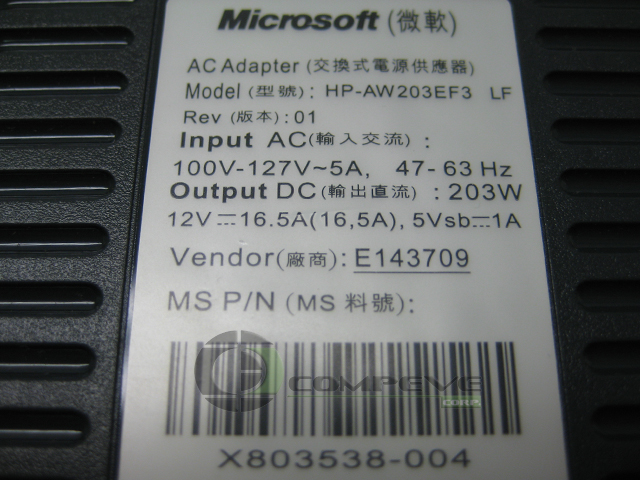 Microsoft (微軟)
AC Adapter (交換式電源供應器)
Model (型號): HP-AW203EF3 LF
Rev (版本): 01
Input AC(輸入交流) :
100V-127V~5A, 47-63 Hz
Output DC(輸出直流) : 203W
12V⎓16.5A(16,5A), 5Vsb⎓1A
Vendor(廠商): E143709
MS P/N (MS 料號):
COMPEVE
CORP.
X803538-004